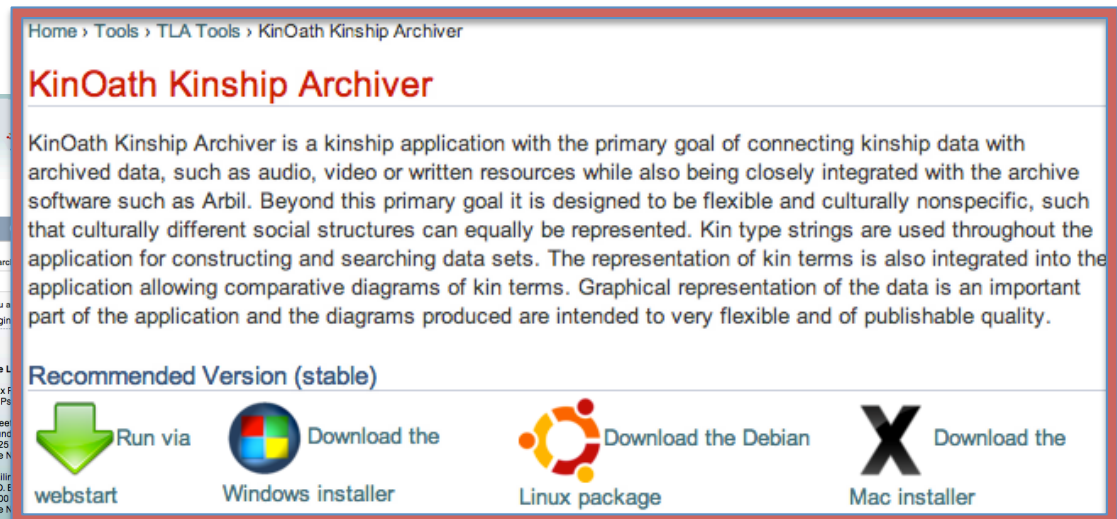 Home › Tools › TLA Tools › KinOath Kinship Archiver
KinOath Kinship Archiver
KinOath Kinship Archiver is a kinship application with the primary goal of connecting kinship data with
archived data, such as audio, video or written resources while also being closely integrated with the archive
software such as Arbil. Beyond this primary goal it is designed to be flexible and culturally nonspecific, such
that culturally different social structures can equally be represented. Kin type strings are used throughout the
application for constructing and searching data sets. The representation of kin terms is also integrated into the
application allowing comparative diagrams of kin terms. Graphical representation of the data is an important
part of the application and the diagrams produced are intended to very flexible and of publishable quality.
Recommended Version (stable)
Run via webstart
Download the Windows installer
Download the Debian Linux package
Download the Mac installer